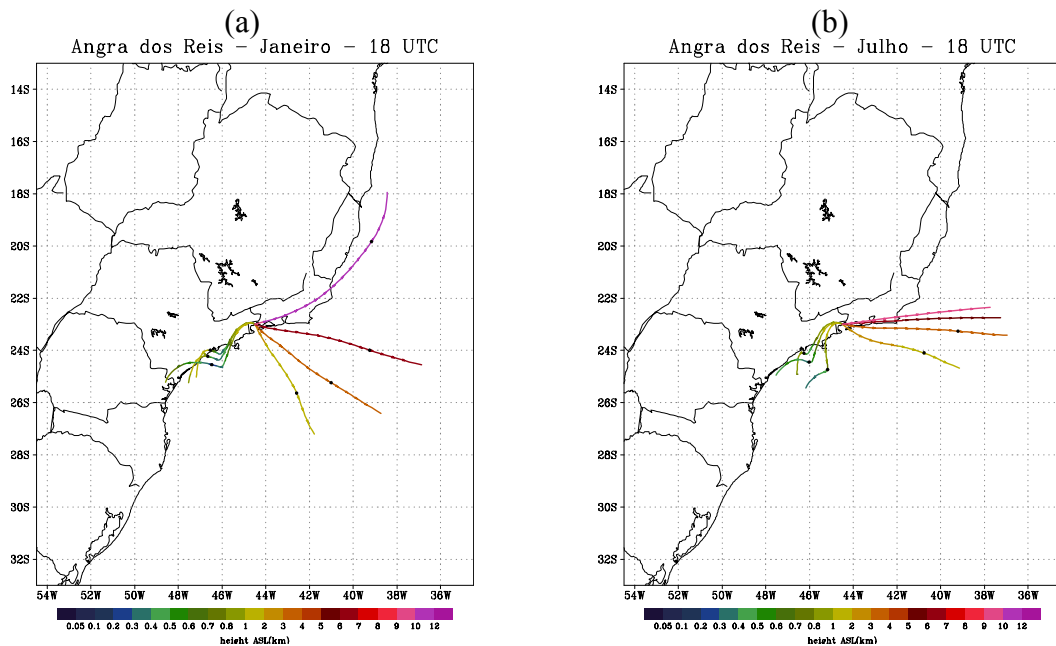 (a)
Angra dos Reis – Janeiro – 18 UTC
14S
16S
18S
20S
22S
24S
26S
28S
30S
32S
54W 52W 50W 48W 46W 44W 42W 40W 38W 36W
0.05 0.1 0.2 0.3 0.4 0.5 0.6 0.7 0.8 1 2 3 4 5 6 7 8 9 10 12
height ASL(km)
(b)
Angra dos Reis – Julho – 18 UTC
14S
16S
18S
20S
22S
24S
26S
28S
30S
32S
54W 52W 50W 48W 46W 44W 42W 40W 38W 36W
0.05 0.1 0.2 0.3 0.4 0.5 0.6 0.7 0.8 1 2 3 4 5 6 7 8 9 10 12
height ASL(km)